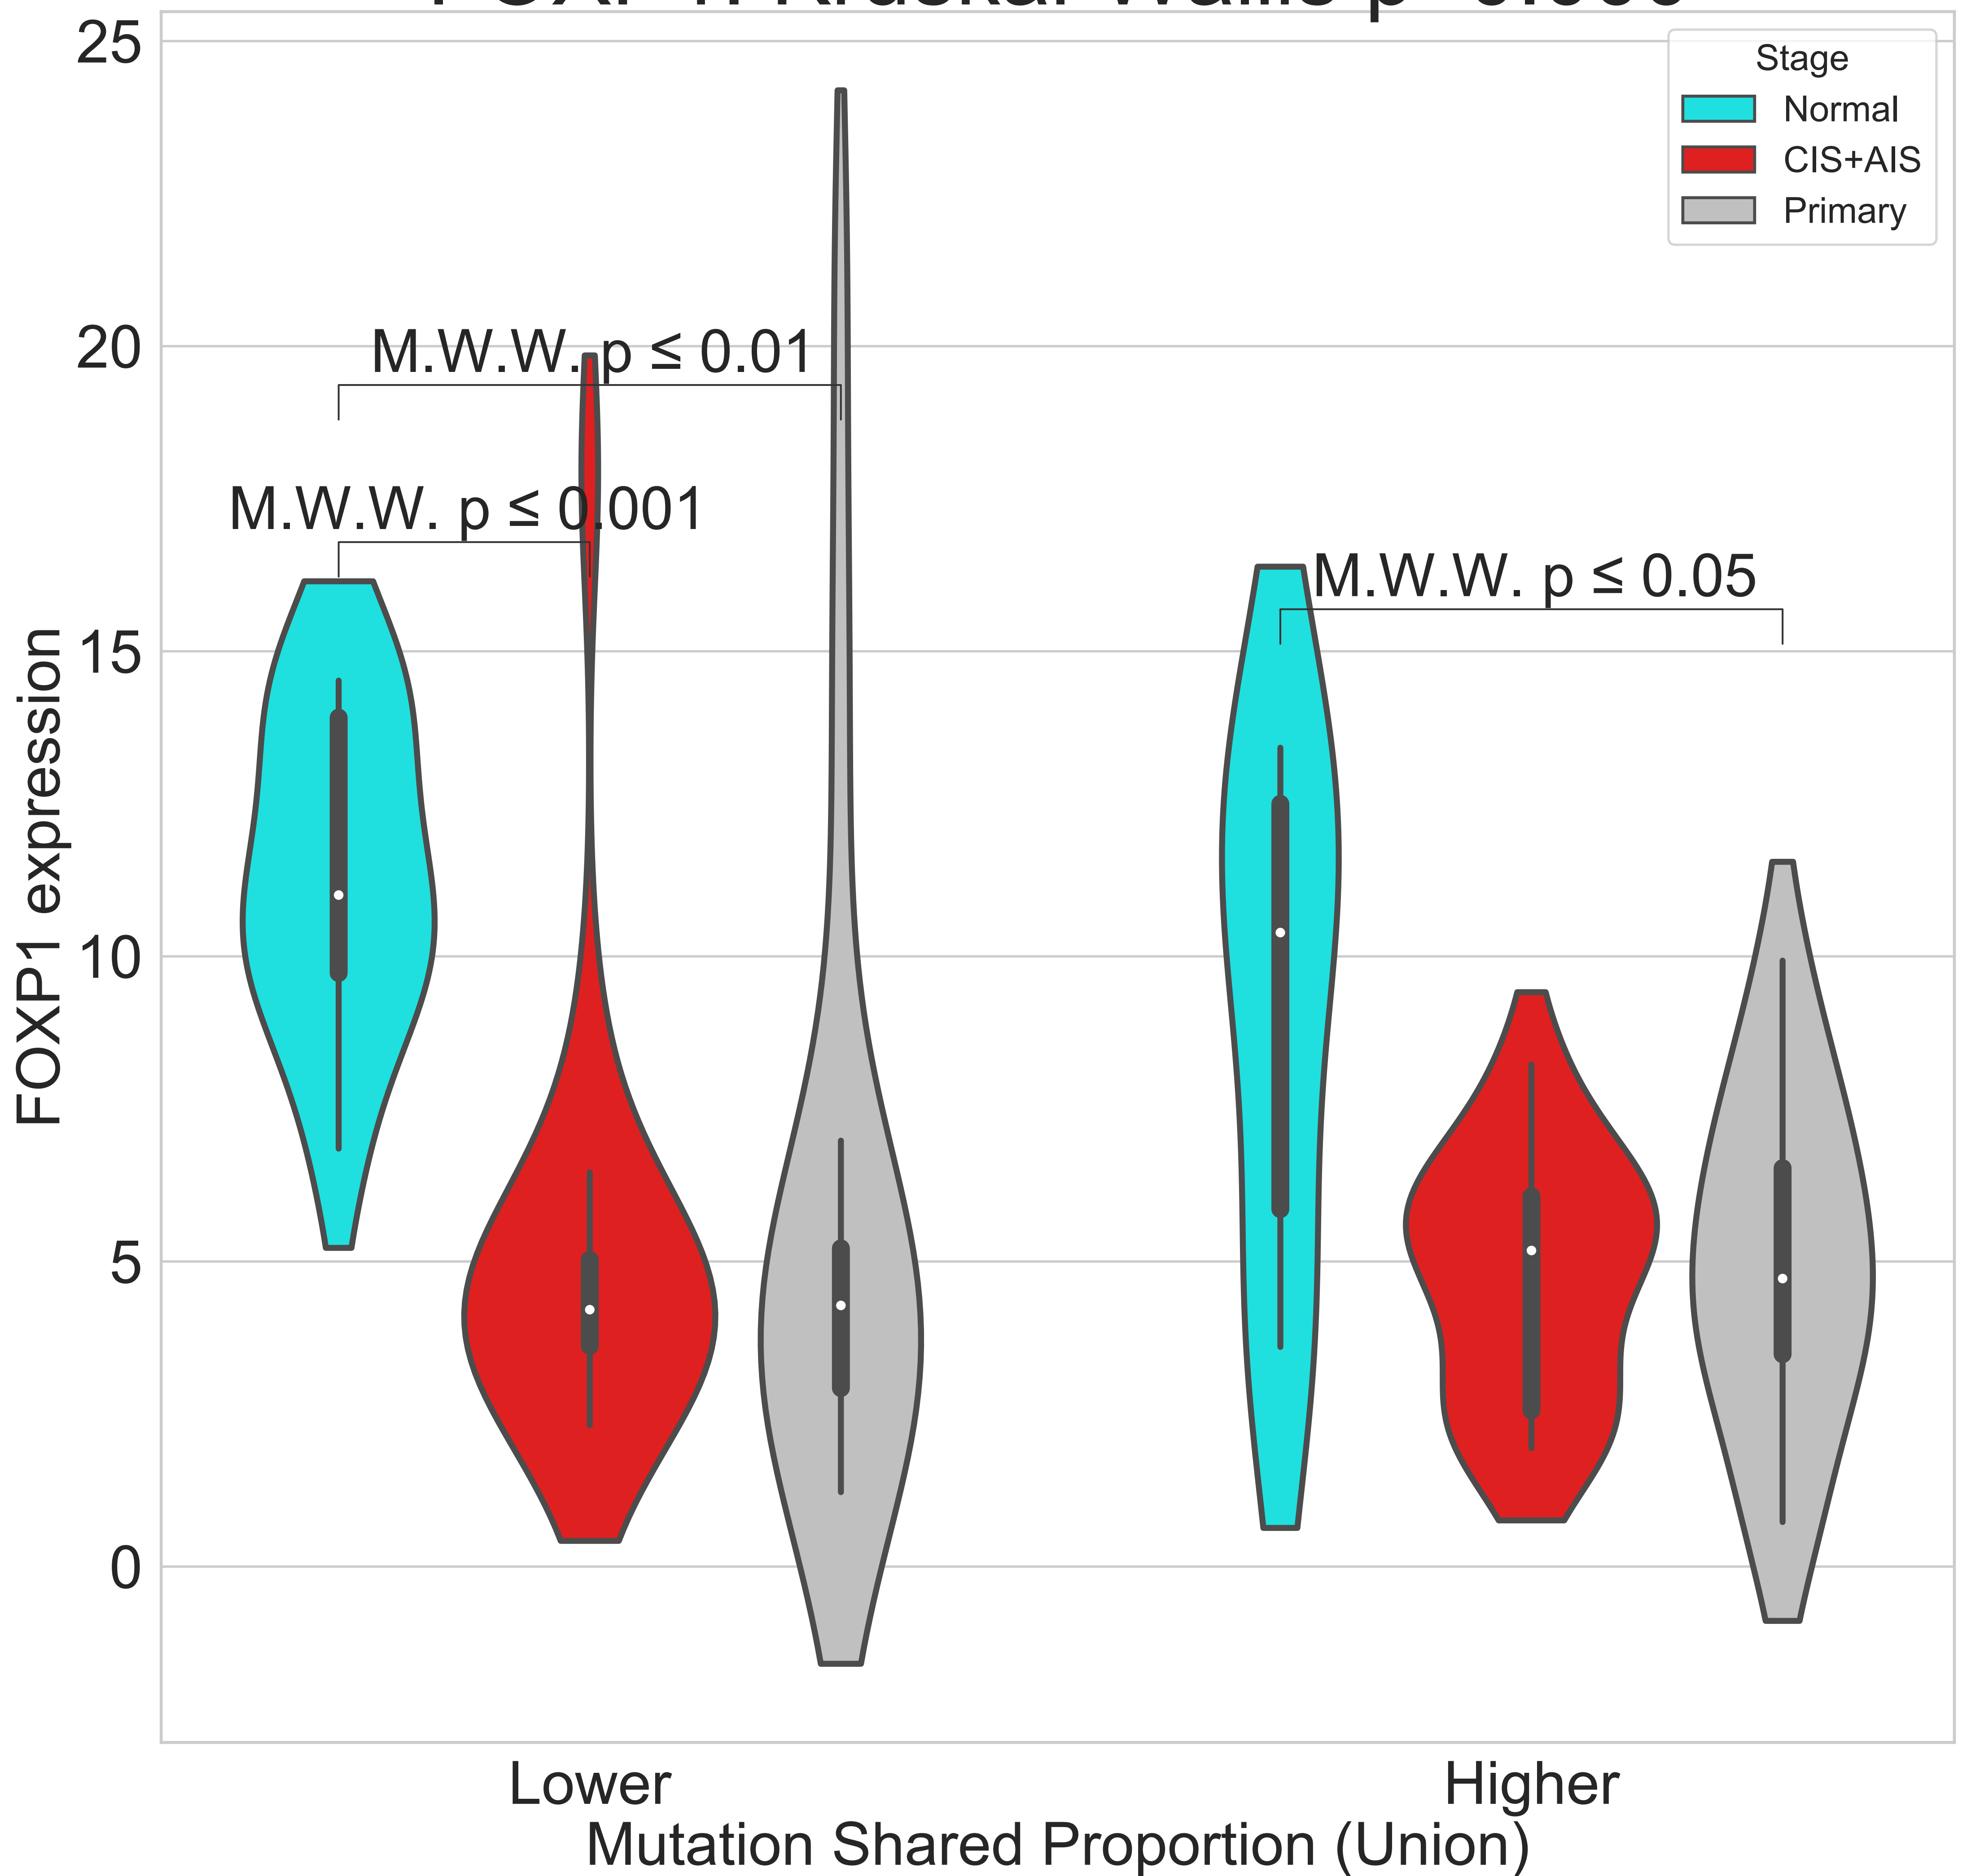 25
Stage
Normal
CIS+AIS
Primary
20
M.W.W. p ≤ 0.01
M.W.W. p ≤ 0.001
M.W.W. p ≤ 0.05
15
FOXP1 expression
10
5
0
Lower
Higher
Mutation Shared Proportion (Union)